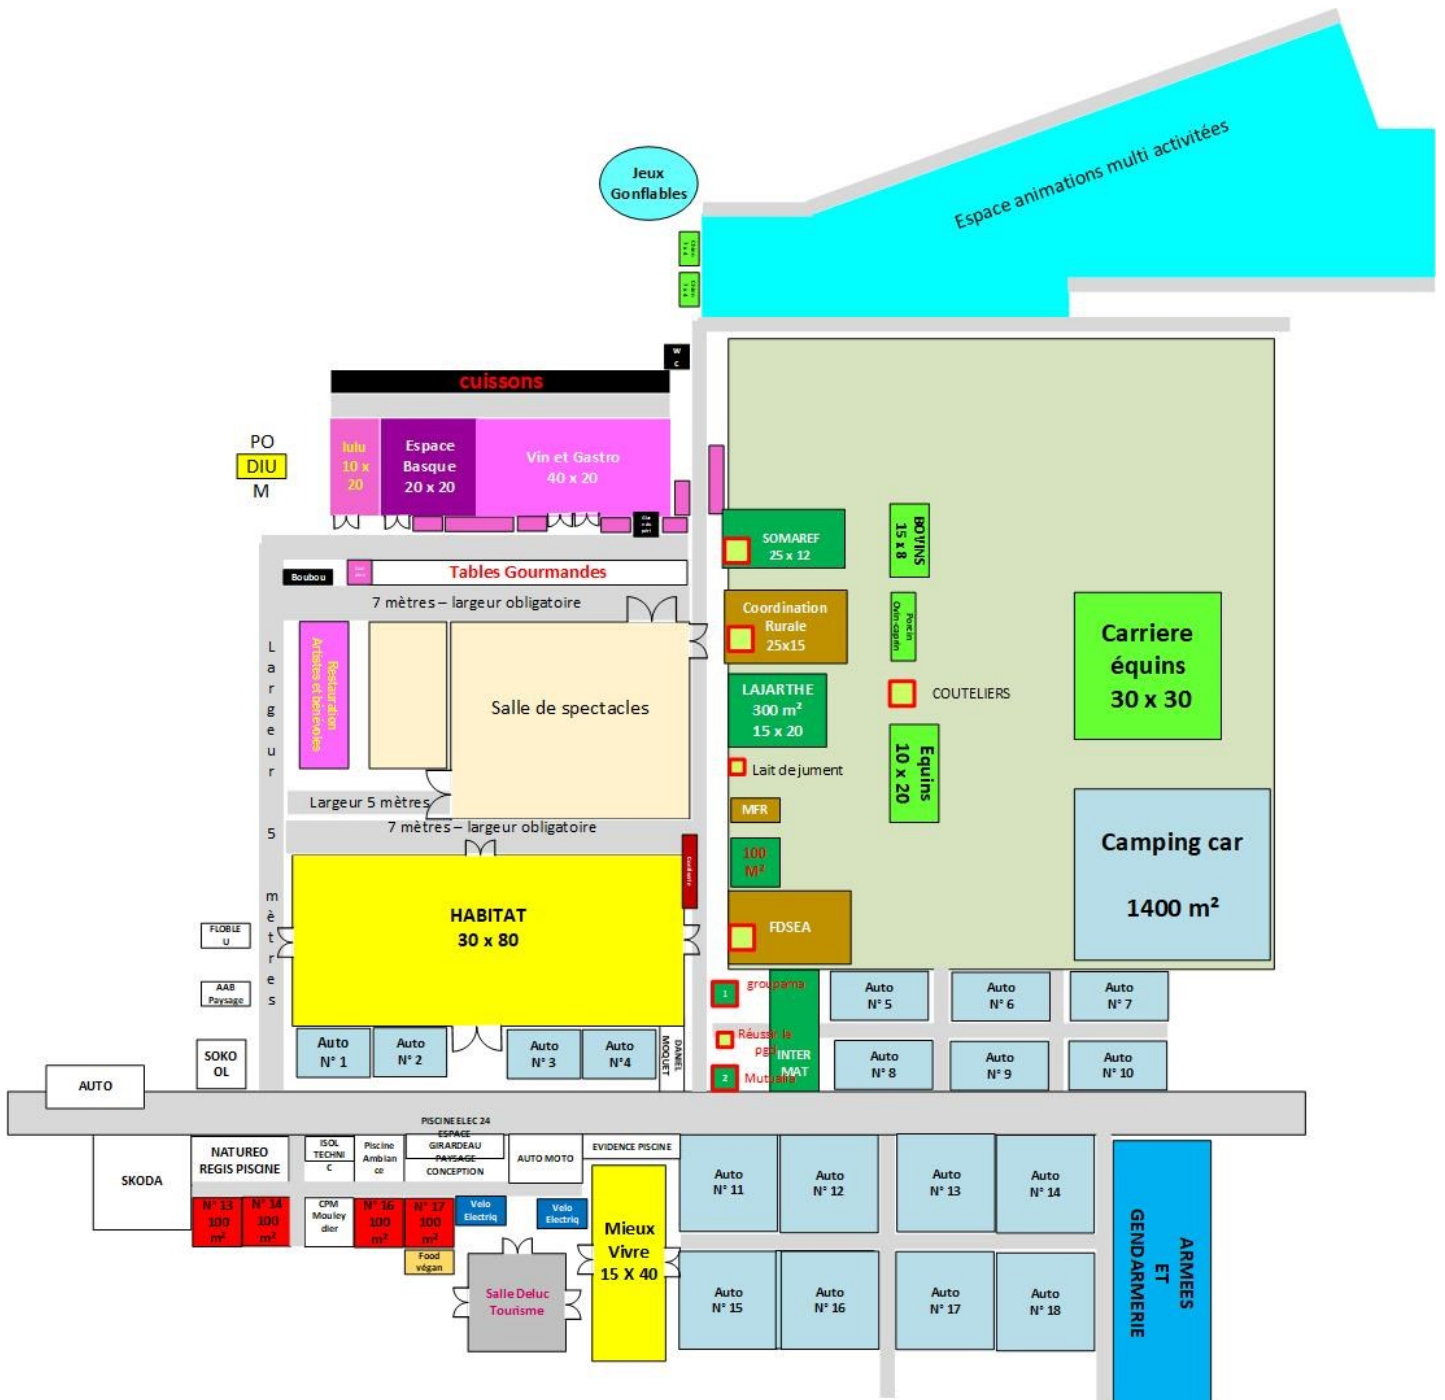 Espace animations multi activitées
Jeux
Gonflables
W
C
cuissons
PO
DIU
M
lulu
10 x
20
Espace
Basque
20 x 20
Vin et Gastro
40 x 20
SOMAREF
25 x 12
BOVINS
15 x 8
Boubou
Tables Gourmandes
7 mètres – largeur obligatoire
Coordination
Rurale
25x15
Porcin
Ovin-caprin
Carriere
équins
30 x 30
Largeur 5 mètres
Restauration
Artistes et bénévoles
Salle de spectacles
LAJARTHE
300 m²
15 x 20
COUTELIERS
Equins
10 x 20
Lait de jument
Largeur 5 mètres
7 mètres – largeur obligatoire
MFR
100
M²
Camping car
1400 m²
HABITAT
30 x 80
FDSEA
FLOBLE
U
AAB
Paysage
SOKO
OL
AUTO
Auto
N° 1
Auto
N° 2
Auto
N° 3
Auto
N°4
DANIEL
MOQUET
1
groupama
Réussir le
2
Mutualia
INTER
MAT
Auto
N° 5
Auto
N° 6
Auto
N° 7
Auto
N° 8
Auto
N° 9
Auto
N° 10
SKODA
NATUREO
REGIS PISCINE
ISOL
TECHNI
C
Piscine
Ambian
ce
PISCINE ELEC 24
ESPACE
GIRARDEAU
PAYSAGE
CONCEPTION
AUTO MOTO
EVIDENCE PISCINE
Auto
N° 11
Auto
N° 12
Auto
N° 13
Auto
N° 14
N° 13
100
m²
N° 14
100
m²
CPM
Mouley
dier
N° 16
100
m²
N° 17
100
m²
Velo
Electriq
Velo
Electriq
Food
végan
Mieux
Vivre
15 X 40
Salle Deluc
Tourisme
Auto
N° 15
Auto
N° 16
Auto
N° 17
Auto
N° 18
ARMEES
ET
GENDARMERIE